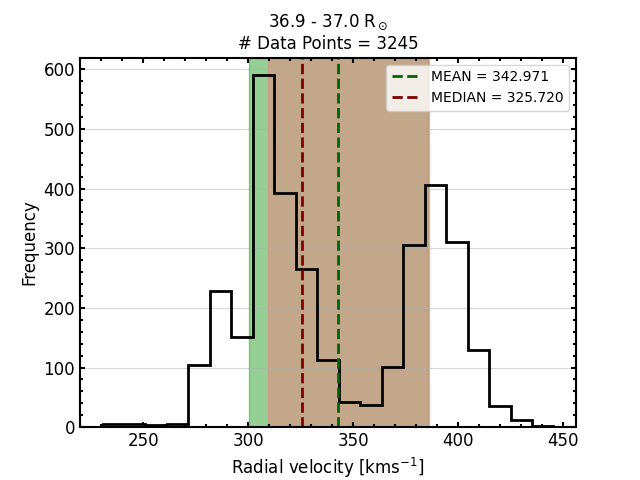 36.9 - 37.0 R⊙
# Data Points = 3245
MEAN = 342.971
MEDIAN = 325.720
Frequency
600
500
400
300
200
100
0
250
300
350
400
450
Radial velocity [kms⁻¹]